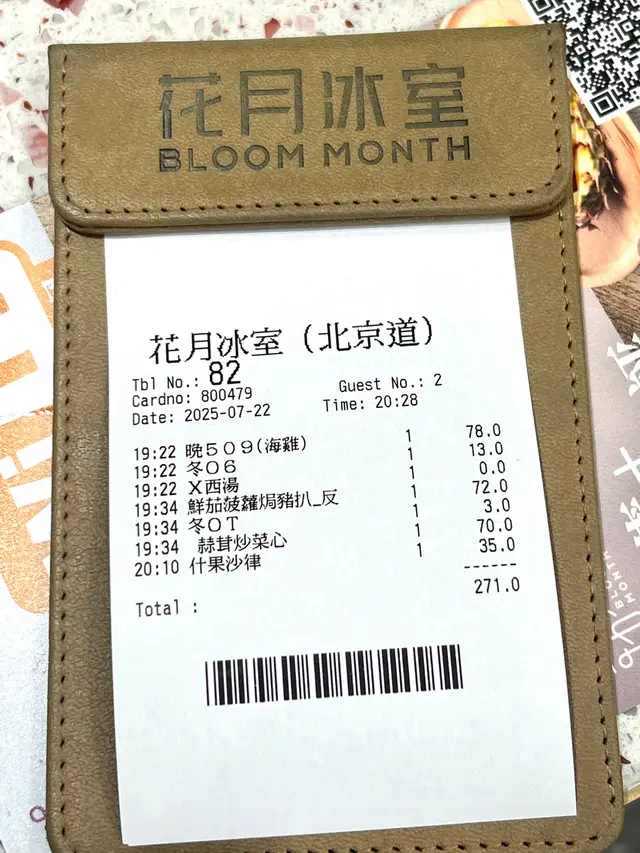 花月冰室
BLOOM MONTH
花月冰室 (北京道)
Tbl No.: 82
Cardno: 800479 Guest No.: 2
Date: 2025-07-22 Time: 20:28
19:22 晚509(海雞) 1 78.0
19:22 冬06 1 13.0
19:22 X西湯 1 0.0
19:34 鮮茄菠蘿焗豬扒_反 1 72.0
19:34 冬OT 1 3.0
19:34 蒜茸炒菜心 1 70.0
20:10 什果沙律 1 35.0
------
Total : 271.0
BLOOM
MONTH